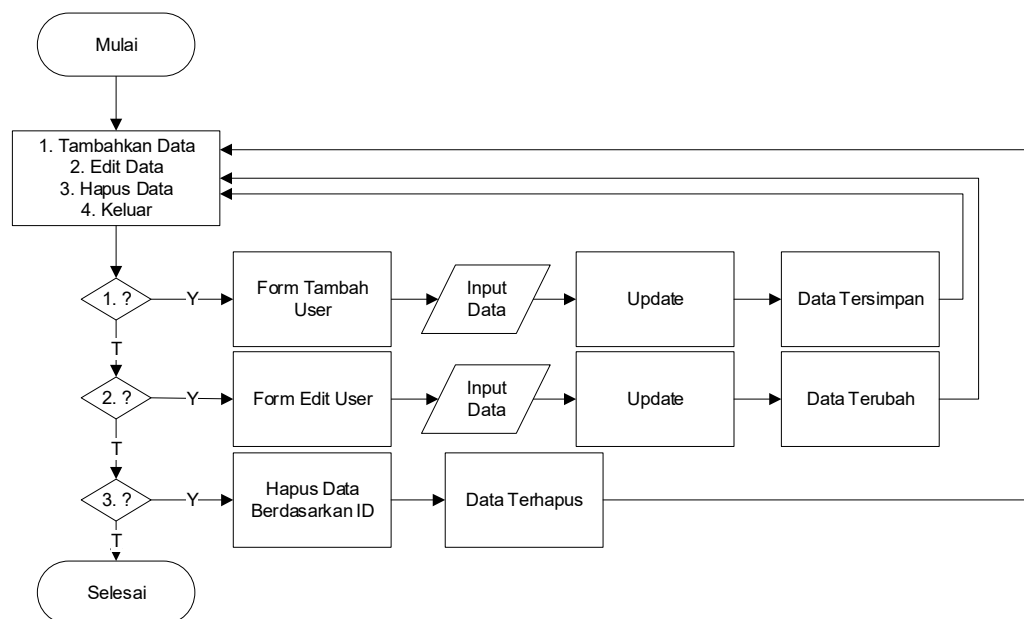 Mulai
1. Tambahkan Data
2. Edit Data
3. Hapus Data
4. Keluar
1. ?
Y
Form Tambah
User
Input
Data
Update
Data Tersimpan
T
2. ?
Y
Form Edit User
Input
Data
Update
Data Terubah
T
3. ?
Y
Hapus Data
Berdasarkan ID
Data Terhapus
T
Selesai